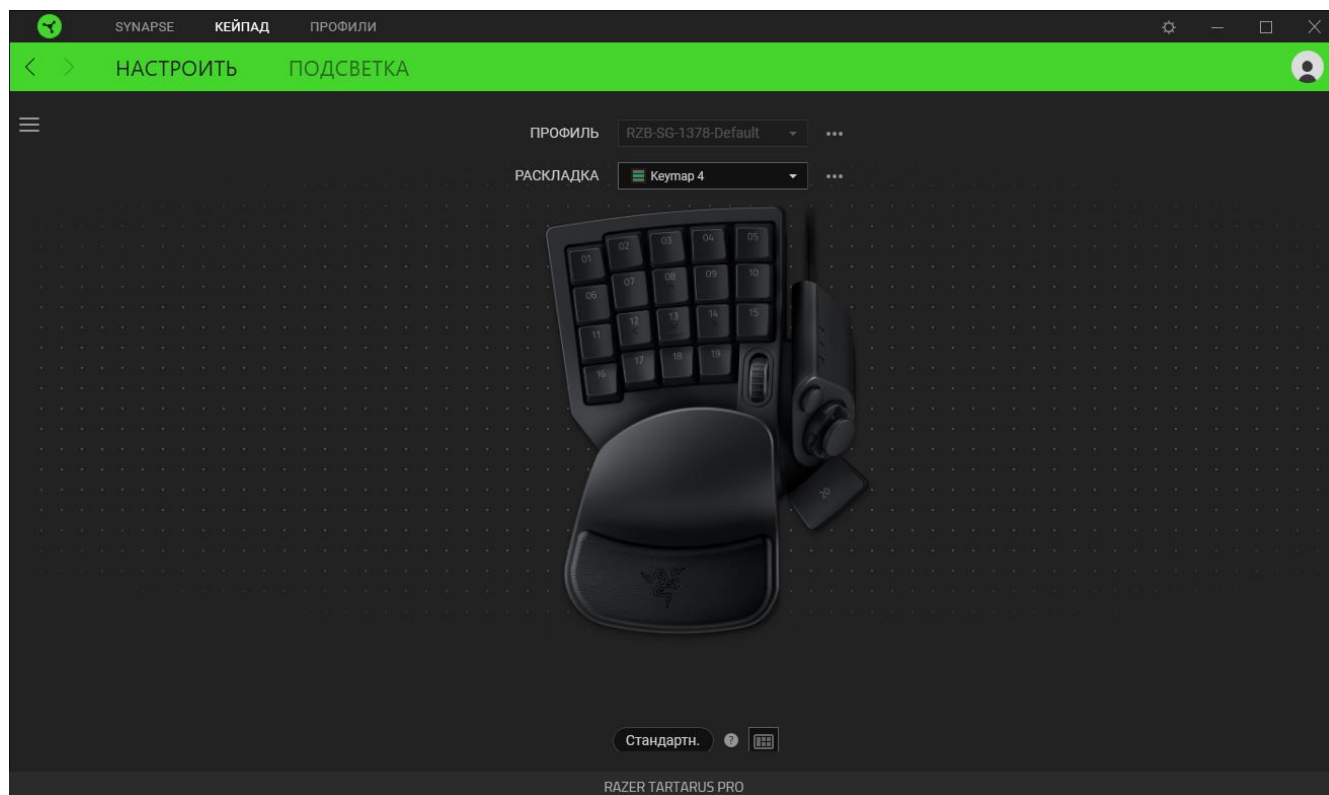 SYNAPSE КЕЙПАД ПРОФИЛИ
НАСТРОИТЬ ПОДСВЕТКА
ПРОФИЛЬ RZB-SG-1378-Default
РАСКЛАДКА Keymap 4
01 02 03 04 05
06 07 08 09 10
11 12 13 14 15
16 17 18 19
20
Стандартн. ?
RAZER TARTARUS PRO